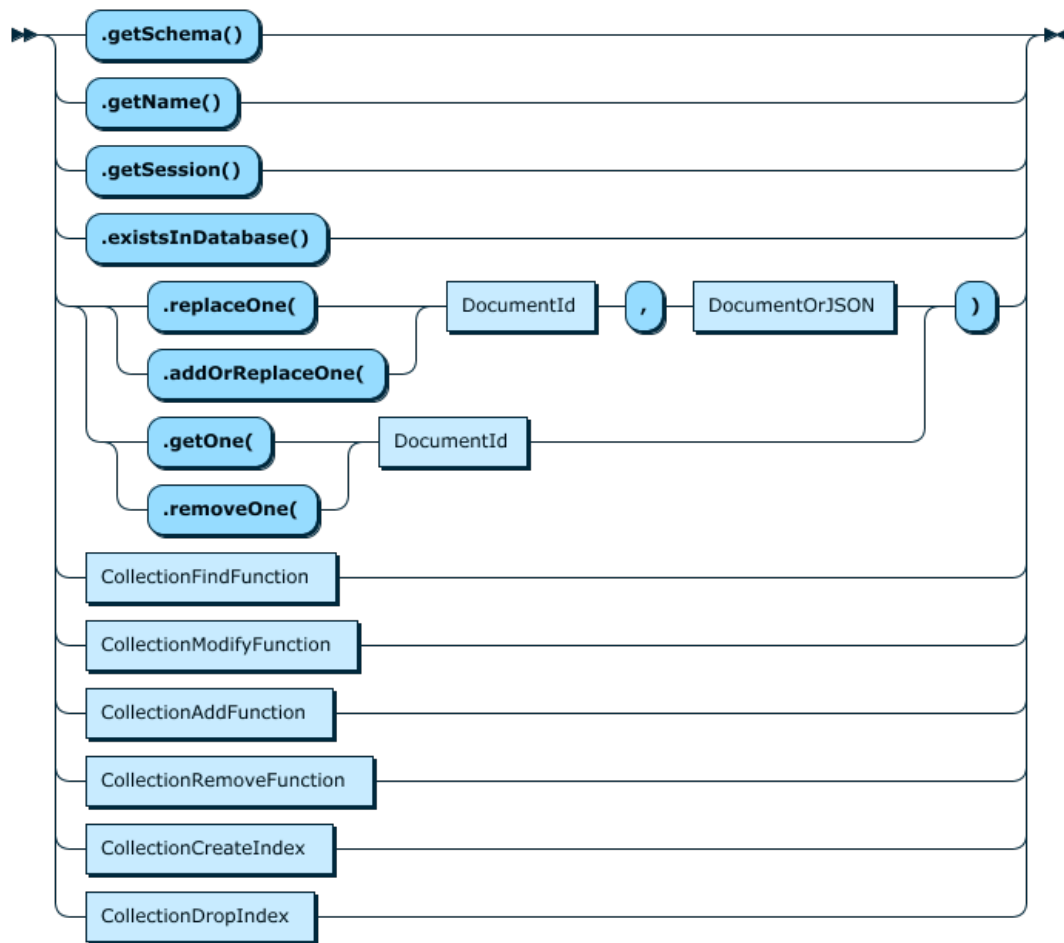 .getSchema()
.getName()
.getSession()
.existsInDatabase()
.replaceOne( DocumentId , DocumentOrJSON )
.addOrReplaceOne(
.getOne( DocumentId
.removeOne(
CollectionFindFunction
CollectionModifyFunction
CollectionAddFunction
CollectionRemoveFunction
CollectionCreateIndex
CollectionDropIndex